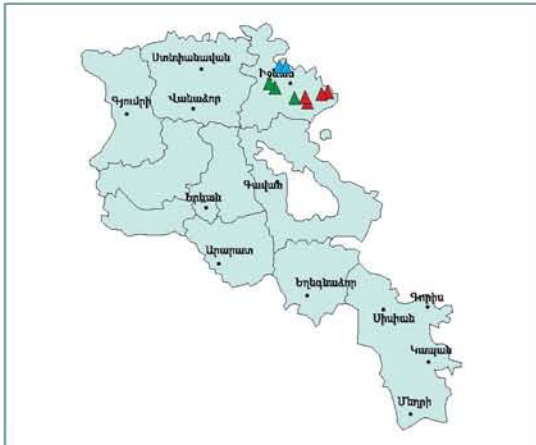 Ստեփանավան
Իջևան
Գյումրի
Վանաձոր
Գավառ
Երևան
Արարատ
Եղեգնաձոր
Գորիս
Սիսիան
Կապան
Մեղրի